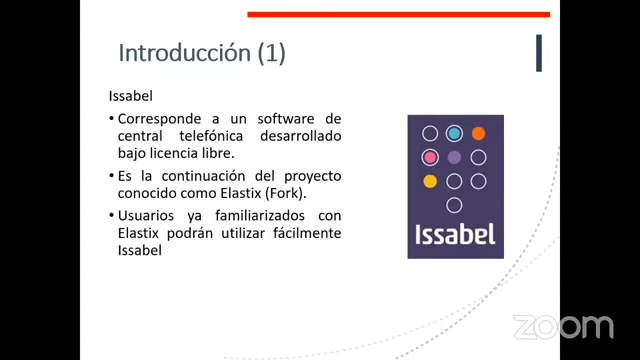 Introducción (1)
Issabel
• Corresponde a un software de
central telefónica desarrollado
bajo licencia libre.
• Es la continuación del proyecto
conocido como Elastix (Fork).
• Usuarios ya familiarizados con
Elastix podrán utilizar fácilmente
Issabel
Issabel
zoom